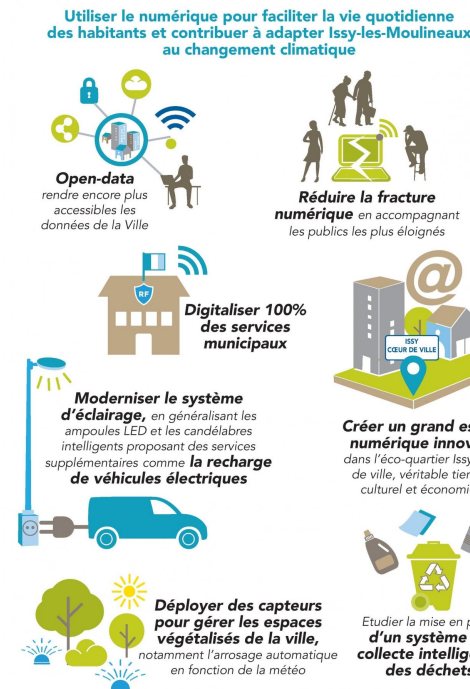 Utiliser le numérique pour faciliter la vie quotidienne
des habitants et contribuer à adapter Issy-les-Moulineaux
au changement climatique
Open-data
rendre encore plus
accessibles les
données de la Ville
Réduire la fracture
numérique en accompagnant
les publics les plus éloignés
RF
Digitaliser 100%
des services
municipaux
@
ISSY
CŒUR DE VILLE
Moderniser le système
d'éclairage, en généralisant les
ampoules LED et les candélabres
intelligents proposant des services
supplémentaires comme la recharge
de véhicules électriques
Créer un grand
numérique
dans l'éco-quartier Issy
de ville, véritable
culturel et
Déployer des capteurs
pour gérer les espaces
végétalisés de la ville,
notamment l'arrosage automatique
en fonction de la météo
Etudier la mise en
d'un système
collecte
des déchets